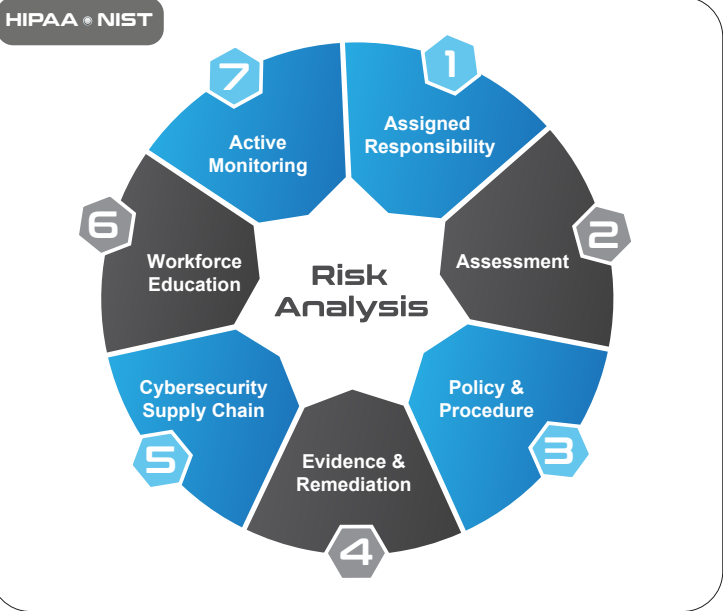 HIPAA ◉ NIST
1
Assigned
Responsibility
2
Assessment
3
Policy &
Procedure
4
Evidence &
Remediation
5
Cybersecurity
Supply Chain
6
Workforce
Education
7
Active
Monitoring
Risk
Analysis